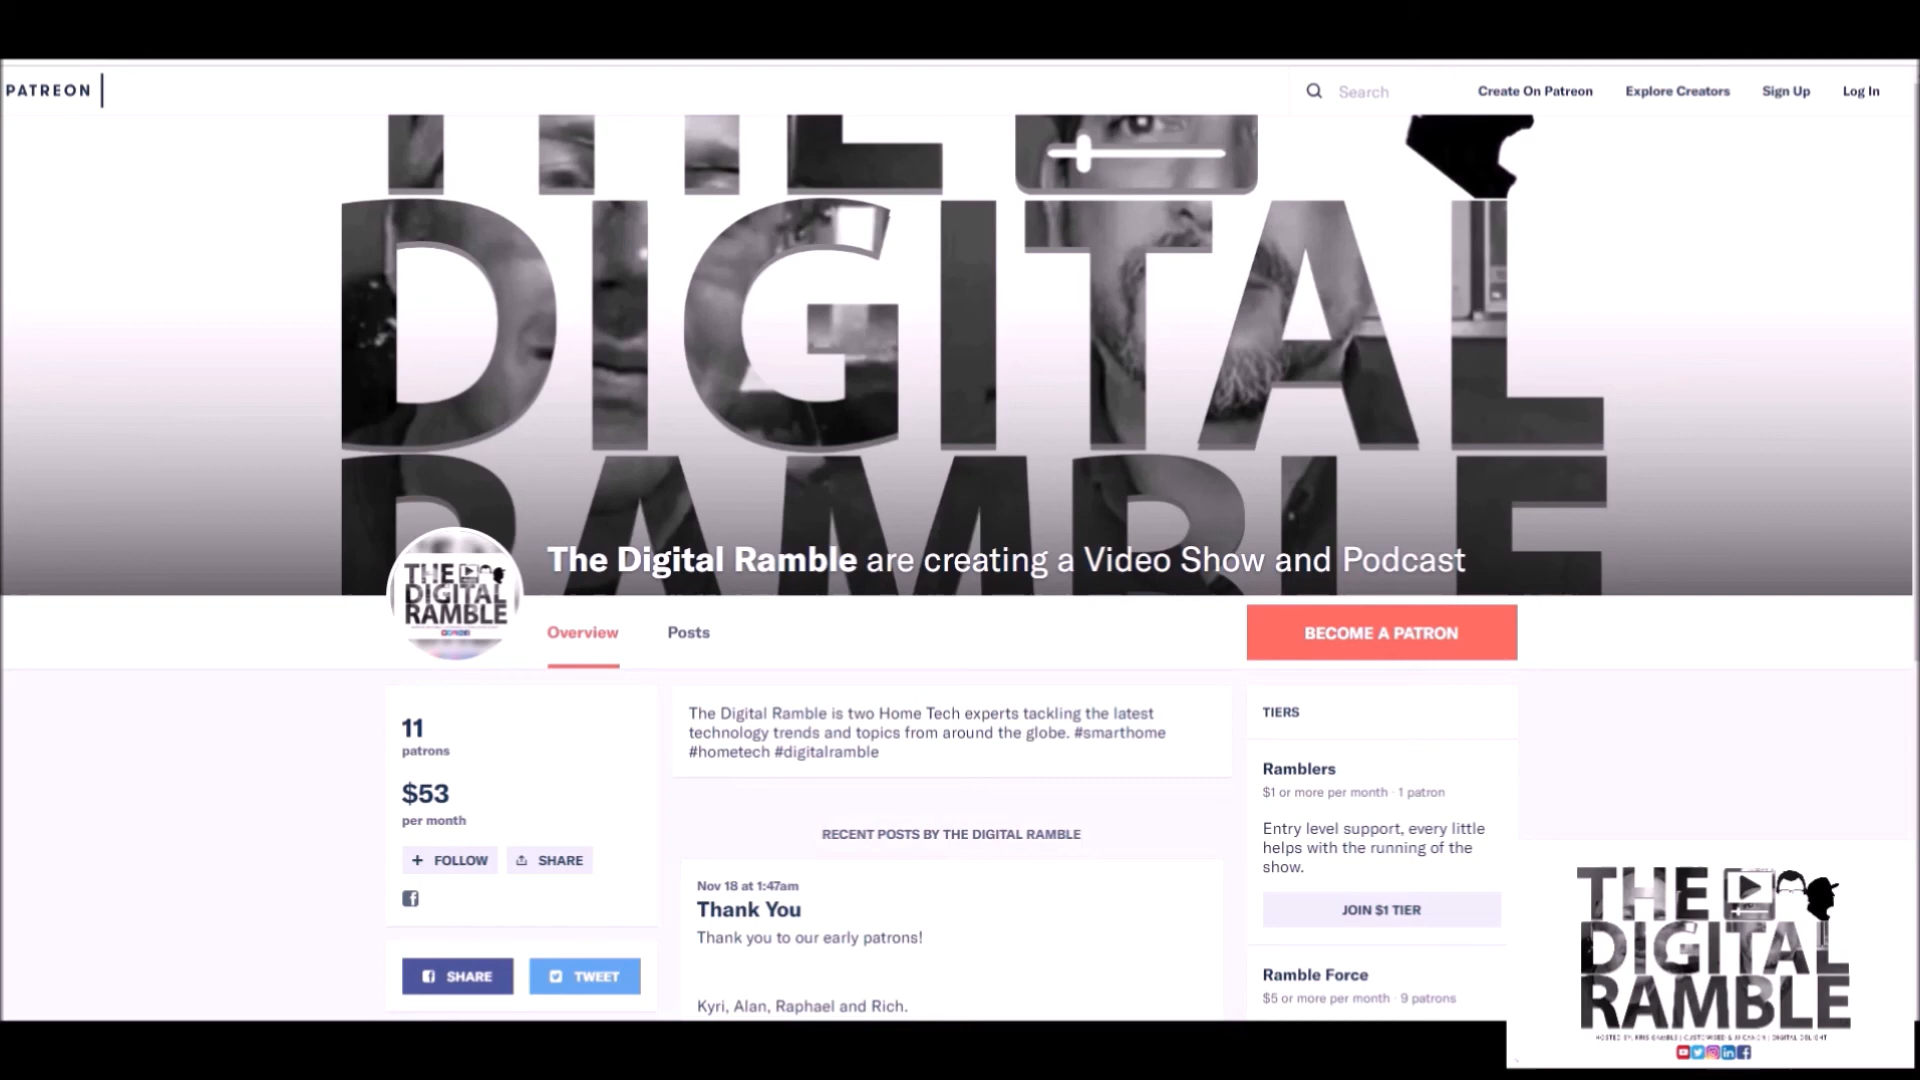 PATREON
Search
Create On Patreon
Explore Creators
Sign Up
Log In
THE
DIGITAL
RAMBLE
The Digital Ramble are creating a Video Show and Podcast
THE
DIGITAL
RAMBLE
Overview
Posts
BECOME A PATRON
11
patrons
$53
per month
+ FOLLOW
SHARE
SHARE
TWEET
The Digital Ramble is two Home Tech experts tackling the latest
technology trends and topics from around the globe. #smarthome
#hometech #digitalramble
RECENT POSTS BY THE DIGITAL RAMBLE
Nov 18 at 1:47am
Thank You
Thank you to our early patrons!
Kyri, Alan, Raphael and Rich.
TIERS
Ramblers
$1 or more per month · 1 patron
Entry level support, every little
helps with the running of the
show.
JOIN $1 TIER
Ramble Force
$5 or more per month · 9 patrons
THE
DIGITAL
RAMBLE